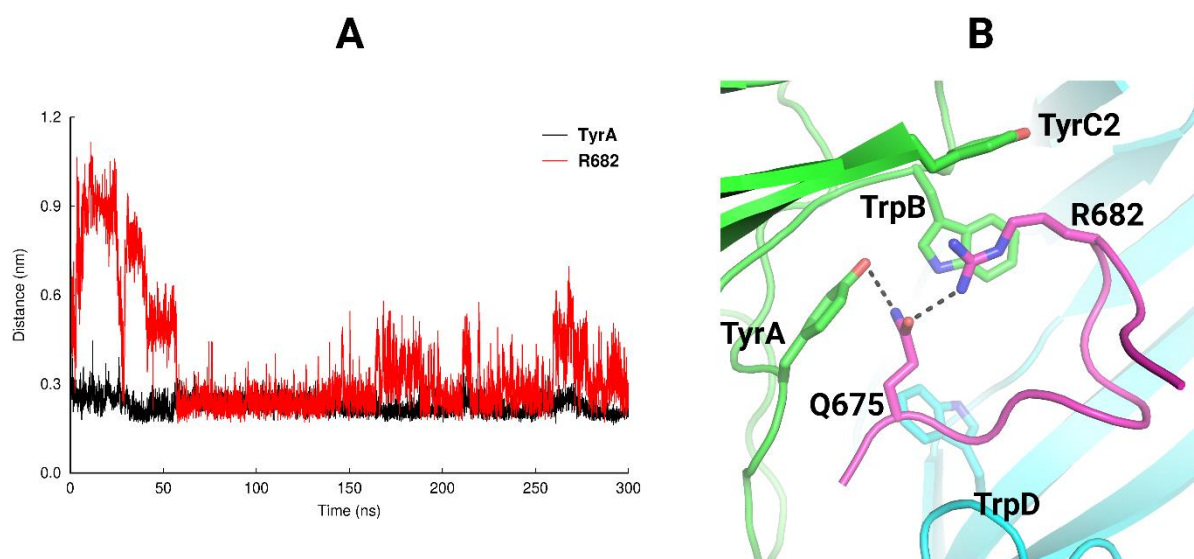 A
B
1.2
0.9
0.6
0.3
0.0
Distance (nm)
0
50
100
150
200
250
300
Time (ns)
TyrA
R682
TyrC2
TrpB
R682
TyrA
Q675
TrpD